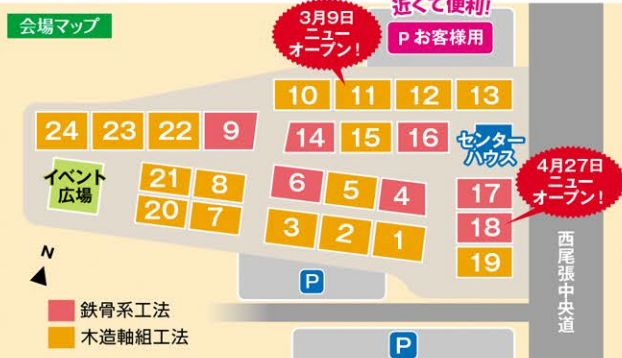 会場マップ
近くて便利!
P お客様用
3月9日
ニュー
オープン!
10 11 12 13
24 23 22 9
14 15 16
センター
ハウス
4月27日
ニュー
オープン!
イベント
広場
21 8
20 7
6 5 4
3 2 1
17
18
19
西尾張中央道
N
P
鉄骨系工法
木造軸組工法
P